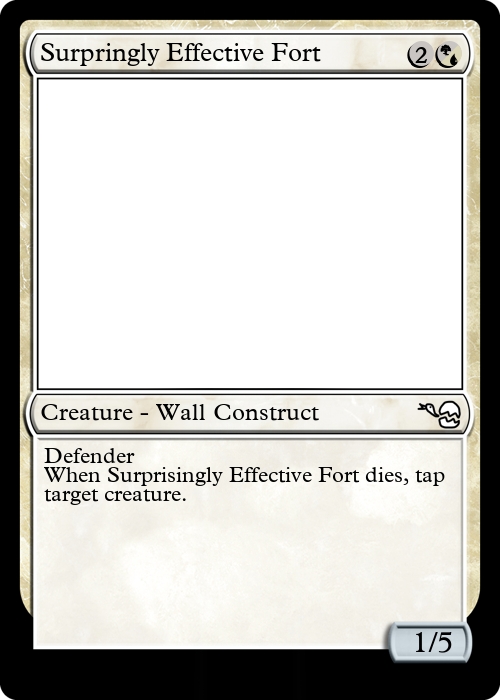 Surpringly Effective Fort 2
Creature - Wall Construct
Defender
When Surprisingly Effective Fort dies, tap
target creature.
1/5